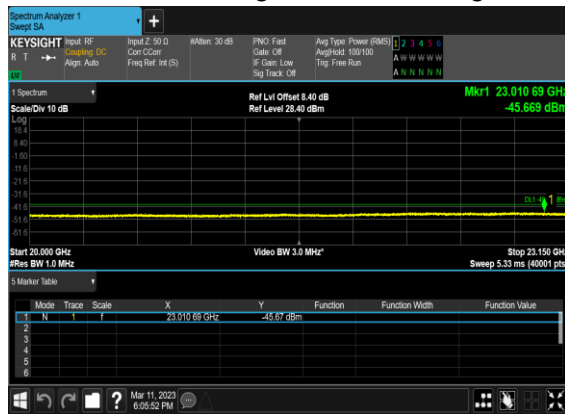 Spectrum Analyzer 1
Swept SA
+
KEYSIGHT Input: RF Input Z: 50 Ω #Atten: 30 dB PNO: Fast Avg Type: Power (RMS) 1 2 3 4 5 6
R T Coupling: DC Corr CCorr Gate: Off Avg|Hold: 100/100 A W W W W W
Align: Auto Freq Ref: Int (S) IF Gain: Low Trig: Free Run
Sig Track: Off A N N N N N
LW
1 Spectrum Ref Lvl Offset 8.40 dB Mkr1 23.010 69 GHz
Scale/Div 10 dB Ref Level 28.40 dBm -45.669 dBm
Log
18.4
8.40
-1.60
-11.6
-21.6
-31.6
DL1 1
-41.6
-51.6
-61.6
Start 20.000 GHz Video BW 3.0 MHz* Stop 23.150 GH
#Res BW 1.0 MHz Sweep 5.33 ms (40001 pts
5 Marker Table
Mode Trace Scale X Y Function Function Width Function Value
1 N 1 f 23.010 69 GHz -45.67 dBm
2
3
4
5
6
? Mar 11, 2023
6:05:52 PM